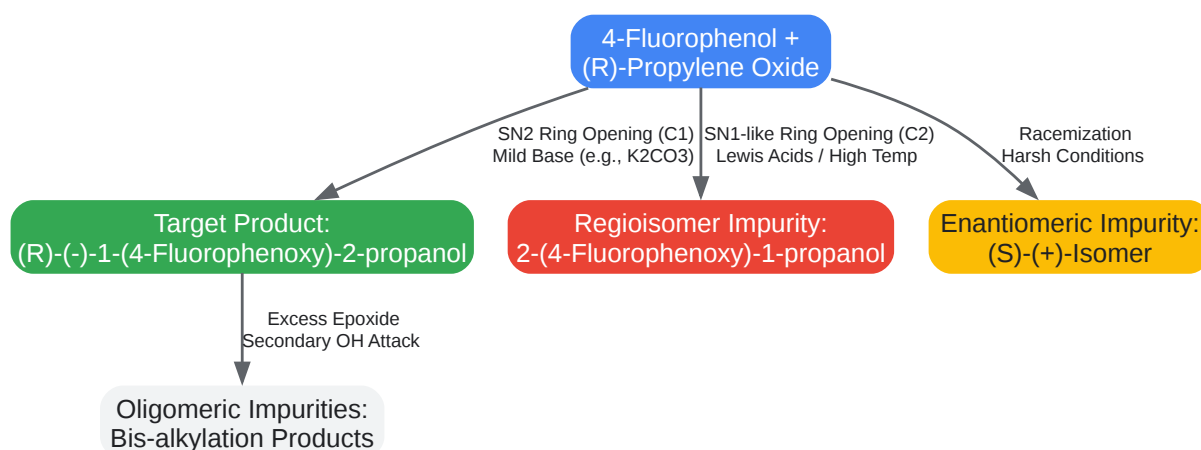 4-Fluorophenol +
(R)-Propylene Oxide
SN2 Ring Opening (C1)
Mild Base (e.g., K2CO3)
SN1-like Ring Opening (C2)
Lewis Acids / High Temp
Racemization
Harsh Conditions
Target Product:
(R)-(-)-1-(4-Fluorophenoxy)-2-propanol
Regioisomer Impurity:
2-(4-Fluorophenoxy)-1-propanol
Enantiomeric Impurity:
(S)-(+)-Isomer
Excess Epoxide
Secondary OH Attack
Oligomeric Impurities:
Bis-alkylation Products